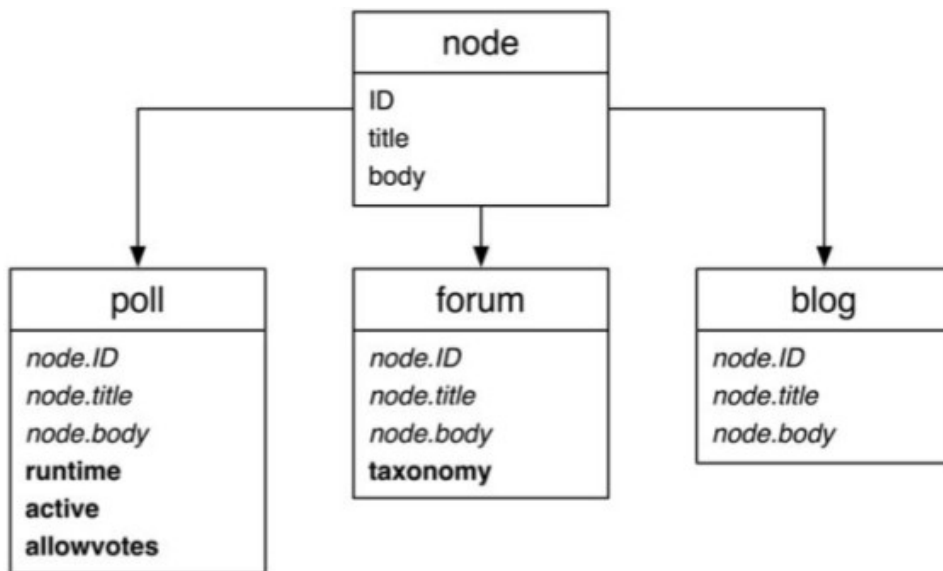 node
ID
title
body
poll
node.ID
node.title
node.body
runtime
active
allowvotes
forum
node.ID
node.title
node.body
taxonomy
blog
node.ID
node.title
node.body